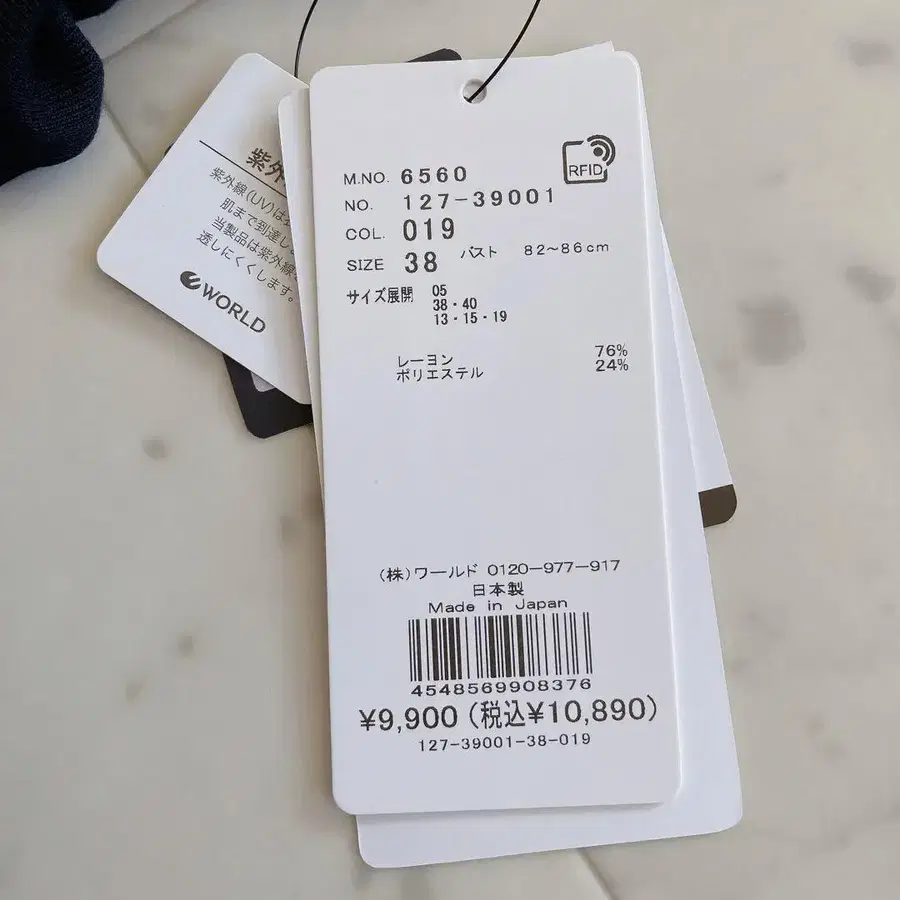 紫外
紫外線(UV)は
肌まで到達し
当製品は紫外線
透しにくくします。
WORLD
RFID
M.NO. 6560
NO. 127-39001
COL. 019
SIZE 38 バスト 82〜86cm
サイズ展開 05
38・40
13・15・19
レーヨン 76%
ポリエステル 24%
(株)ワールド 0120-977-917
日本製
Made in Japan
4548569908376
¥9,900(税込¥10,890)
127-39001-38-019